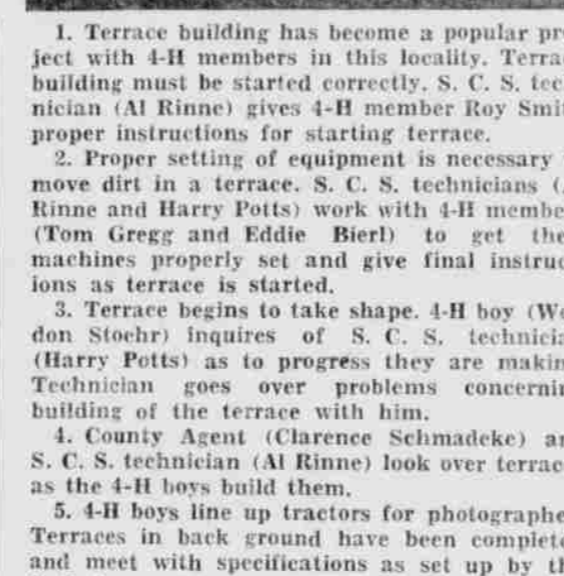 1. Terrace building has become a popular pro
ject with 4-H members in this locality. Terrac
building must be started correctly. S. C. S. tech
nician (Al Rinne) gives 4-H member Roy Smit
proper instructions for starting terrace.
2. Proper setting of equipment is necessary
move dirt in a terrace. S. C. S. technicians (
Rinne and Harry Potts) work with 4-H membe
(Tom Gregg and Eddie Bierl) to get the
machines properly set and give final instruc
ions as terrace is started.
3. Terrace begins to take shape. 4-H boy (We
don Stoehr) inquires of S. C. S. technicia
(Harry Potts) as to progress they are makin
Technician goes over problems concernin
building of the terrace with him.
4. County Agent (Clarence Schmadeke) an
S. C. S. technician (Al Rinne) look over terrac
as the 4-H boys build them.
5. 4-H boys line up tractors for photographe
Terraces in back ground have been complete
and meet with specifications as set up by th